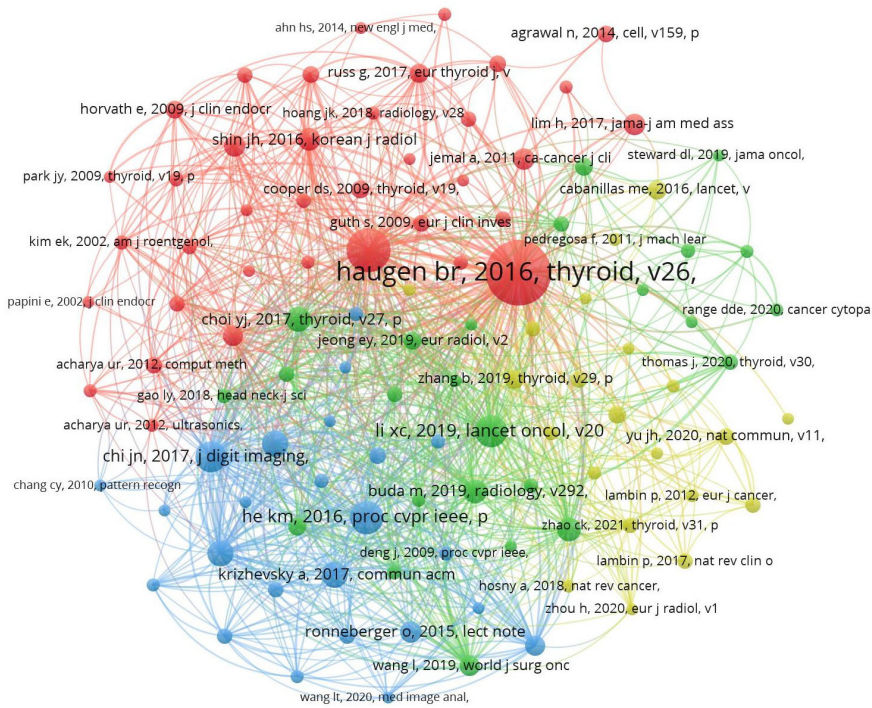 ahn hs, 2014, new engl j med,
agrawal n, 2014, cell, v159, p
russ g, 2017, eur thyroid j, v
horvath e, 2009, j clin endocr
hoang jk, 2018, radiology, v28
lim h, 2017, jama-j am med ass
shin jh, 2016, korean j radiol
jemal a, 2011, ca-cancer j cli
steward dl, 2019, jama oncol,
park jy, 2009, thyroid, v19, p
cooper ds, 2009, thyroid, v19,
cabanillas me, 2016, lancet, v
guth s, 2009, eur j clin inves
kim ek, 2002, am j roentgenol,
pedregosa f, 2011, j mach lear
haugen br, 2016, thyroid, v26,
papini e, 2002, j clin endocr
range dde, 2020, cancer cytopa
choi yj, 2017, thyroid, v27, p
jeong ey, 2019, eur radiol, v2
acharya ur, 2012, comput meth
thomas j, 2020, thyroid, v30,
zhang b, 2019, thyroid, v29, p
gao ly, 2018, head neck-j sci
acharya ur, 2012, ultrasonics,
li xc, 2019, lancet oncol, v20
yu jh, 2020, nat commun, v11,
chi jn, 2017, j digit imaging,
chang cy, 2010, pattern recogn
buda m, 2019, radiology, v292,
lambin p, 2012, eur j cancer,
he km, 2016, proc cvpr ieee, p
zhao ck, 2021, thyroid, v31, p
deng j, 2009, proc cvpr ieee,
lambin p, 2017, nat rev clin o
krizhevsky a, 2017, commun acm
hosny a, 2018, nat rev cancer,
zhou h, 2020, eur j radiol, v1
ronneberger o, 2015, lect note
wang l, 2019, world j surg onc
wang lt, 2020, med image anal,